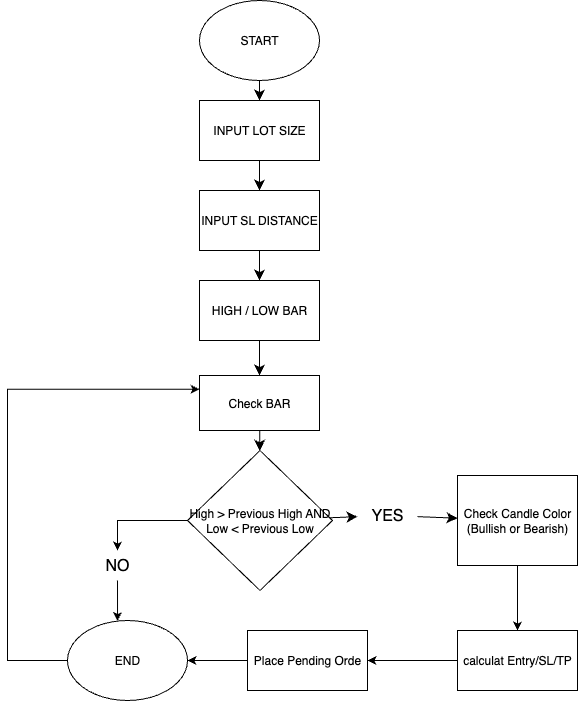 START
INPUT LOT SIZE
INPUT SL DISTANCE
HIGH / LOW BAR
Check BAR
High > Previous High AND
Low < Previous Low
YES
Check Candle Color
(Bullish or Bearish)
NO
END
Place Pending Orde
calculat Entry/SL/TP